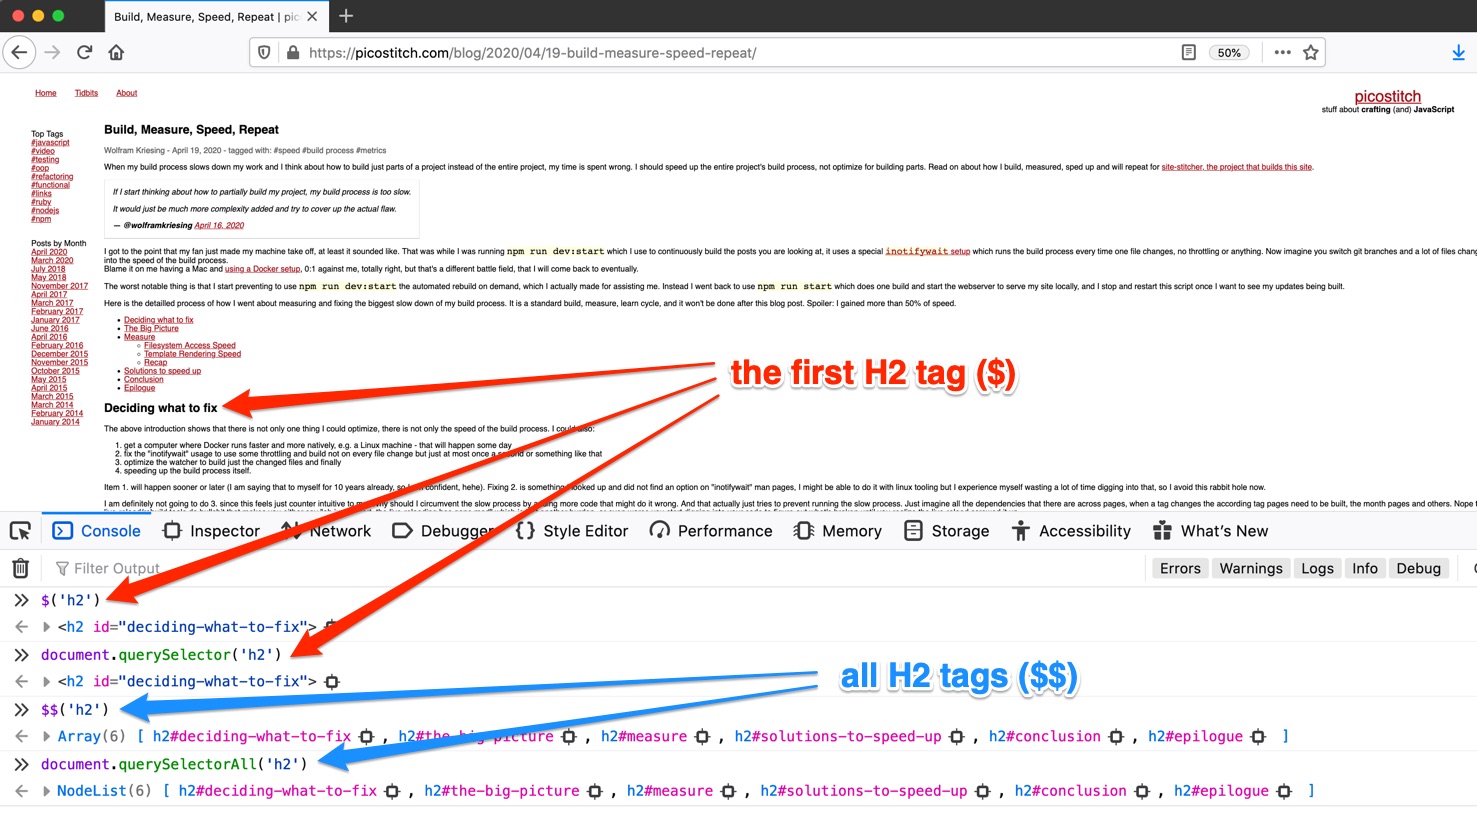 Build, Measure, Speed, Repeat | pic
https://picostitch.com/blog/2020/04/19-build-measure-speed-repeat/
50%
Home Tidbits About
picostitch
stuff about crafting (and) JavaScript
Top Tags
#javascript
#video
#testing
#oop
#refactoring
#functional
#links
#ruby
#nodejs
#npm
Posts by Month
April 2020
March 2020
July 2018
May 2018
November 2017
April 2017
March 2017
February 2017
January 2017
June 2016
April 2016
February 2016
December 2015
November 2015
October 2015
May 2015
April 2015
March 2015
March 2014
February 2014
January 2014
Build, Measure, Speed, Repeat
Wolfram Kriesing - April 19, 2020 - tagged with: #speed #build process #metrics
When my build process slows down my work and I think about how to build just parts of a project instead of the entire project, my time is spent wrong. I should speed up the entire project's build process, not optimize for building parts. Read on about how I build, measured, sped up and will repeat for site-stitcher, the project that builds this site.
If I start thinking about how to partially build my project, my build process is too slow.
It would just be much more complexity added and try to cover up the actual flaw.
— @wolframkriesing April 16, 2020
I got to the point that my fan just made my machine take off, at least it sounded like. That was while I was running npm run dev:start which I use to continuously build the posts you are looking at, it uses a special inotifywait setup which runs the build process every time one file changes, no throttling or anything. Now imagine you switch git branches and a lot of files chang
into the speed of the build process.
Blame it on me having a Mac and using a Docker setup, 0:1 against me, totally right, but that's a different battle field, that I will come back to eventually.
The worst notable thing is that I start preventing to use npm run dev:start the automated rebuild on demand, which I actually made for assisting me. Instead I went back to use npm run start which does one build and start the webserver to serve my site locally, and I stop and restart this script once I want to see my updates being built.
Here is the detailled process of how I went about measuring and fixing the biggest slow down of my build process. It is a standard build, measure, learn cycle, and it won't be done after this blog post. Spoiler: I gained more than 50% of speed.
Deciding what to fix
The Big Picture
Measure
Filesystem Access Speed
Template Rendering Speed
Recap
Solutions to speed up
Conclusion
Epilogue
the first H2 tag ($)
Deciding what to fix
The above introduction shows that there is not only one thing I could optimize, there is not only the speed of the build process. I could also:
1. get a computer where Docker runs faster and more natively, e.g. a Linux machine - that will happen some day
2. fix the "inotifywait" usage to use some throttling and build not on every file change but just at most once a second or something like that
3. optimize the watcher to build just the changed files and finally
4. speeding up the build process itself.
Item 1. will happen sooner or later (I am saying that to myself for 10 years already, so I confident, hehe). Fixing 2. is something I looked up and did not find an option on "inotifywait" man pages, I might be able to do it with linux tooling but I experience myself wasting a lot of time digging into that, so I avoid this rabbit hole now.
I am definitely not going to do 3. since this feels just counter intuitive to me, why should I circumvent the slow process by adding more code that might do it wrong. And that actually just tries to prevent running the slow process. Just imagine all the dependencies that there are across pages, when a tag changes the according tag pages need to be built, the month pages and others. Nope t
Console Inspector Network Debugger Style Editor Performance Memory Storage Accessibility What's New
Filter Output
Errors Warnings Logs Info Debug
$('h2')
<h2 id="deciding-what-to-fix">
document.querySelector('h2')
<h2 id="deciding-what-to-fix">
all H2 tags ($$)
$$('h2')
Array(6) [ h2#deciding-what-to-fix , h2#the-big-picture , h2#measure , h2#solutions-to-speed-up , h2#conclusion , h2#epilogue ]
document.querySelectorAll('h2')
NodeList(6) [ h2#deciding-what-to-fix , h2#the-big-picture , h2#measure , h2#solutions-to-speed-up , h2#conclusion , h2#epilogue ]